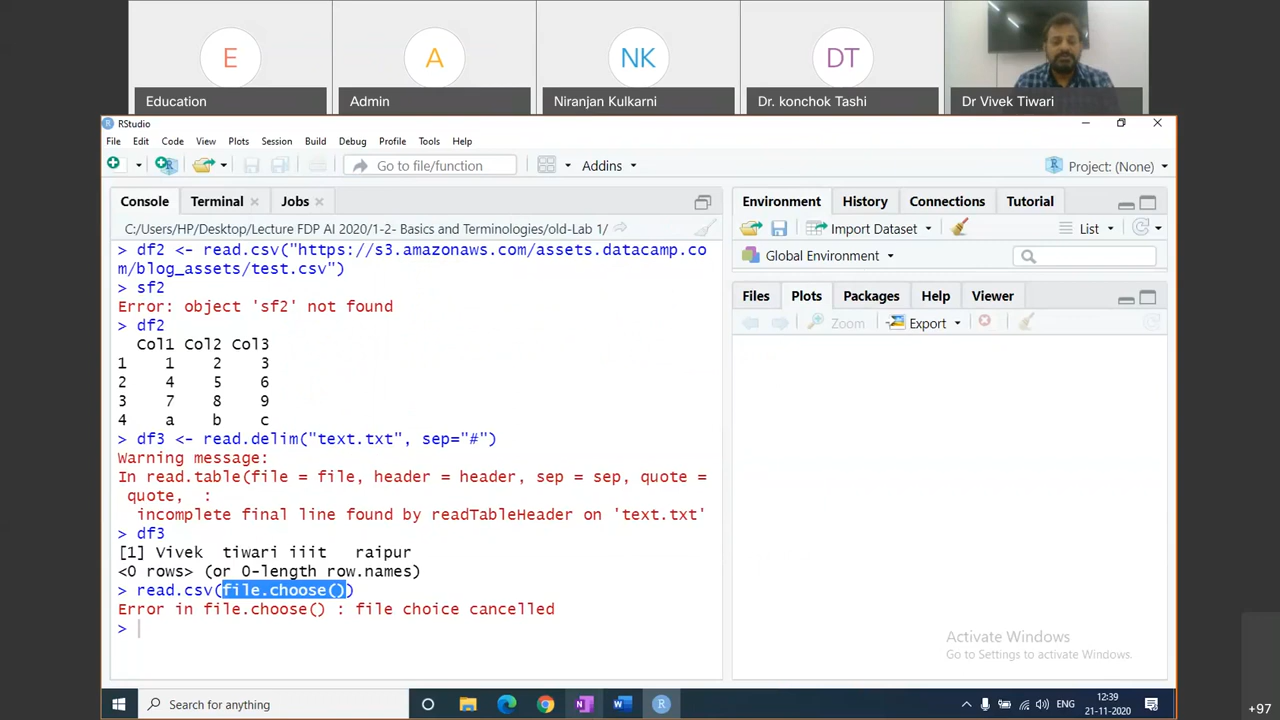 E
A
NK
DT
Education
Admin
Niranjan Kulkarni
Dr. konchok Tashi
Dr Vivek Tiwari
RStudio
File Edit Code View Plots Session Build Debug Profile Tools Help
Go to file/function
Addins
Project: (None)
Console Terminal Jobs
C:/Users/HP/Desktop/Lecture FDP AI 2020/1-2- Basics and Terminologies/old-Lab 1/
> df2 <- read.csv("https://s3.amazonaws.com/assets.datacamp.co
m/blog_assets/test.csv")
> sf2
Error: object 'sf2' not found
> df2
Col1 Col2 Col3
1 1 2 3
2 4 5 6
3 7 8 9
4 a b c
> df3 <- read.delim("text.txt", sep="#")
Warning message:
In read.table(file = file, header = header, sep = sep, quote =
quote, :
incomplete final line found by readTableHeader on 'text.txt'
> df3
[1] Vivek tiwari iiit raipur
<0 rows> (or 0-length row.names)
> read.csv(file.choose())
Error in file.choose() : file choice cancelled
>
Environment History Connections Tutorial
Import Dataset
List
Global Environment
Files Plots Packages Help Viewer
Zoom
Export
Activate Windows
Go to Settings to activate Windows.
Search for anything
ENG
12:39
21-11-2020
+97